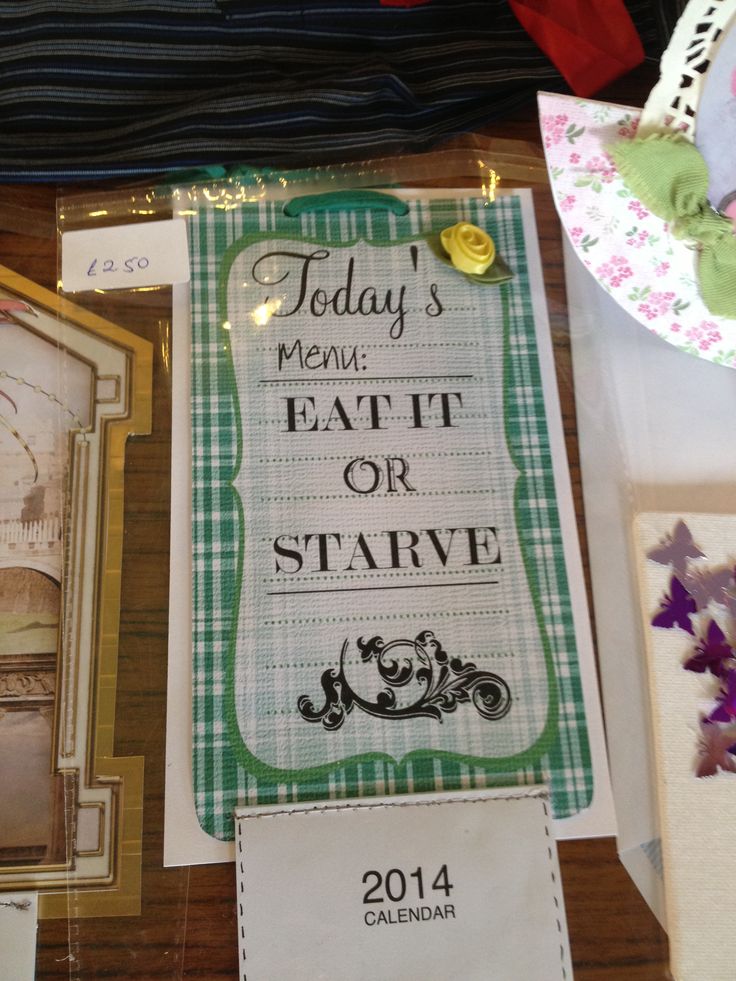 £2.50
Today's
Menu:
EAT IT
OR
STARVE
2014
CALENDAR